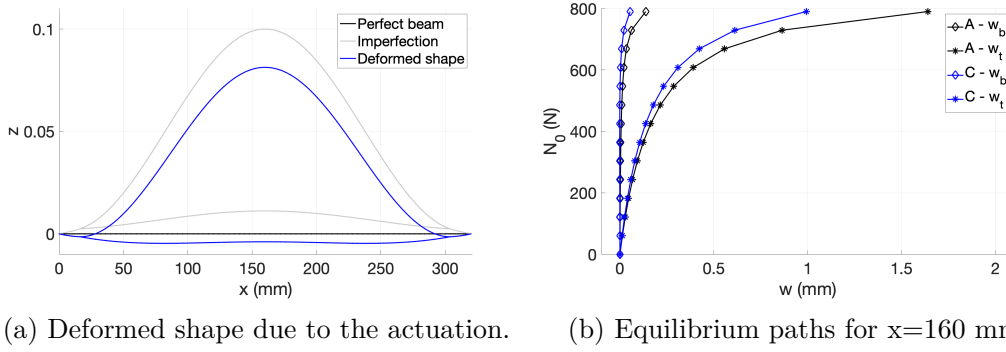 0.1
0.05
0
z
0 50 100 150 200 250 300
x (mm)
Perfect beam
Imperfection
Deformed shape
(a) Deformed shape due to the actuation.
800
600
400
200
0
N0 (N)
0 0.5 1 1.5 2
w (mm)
A - wb
A - wt
C - wb
C - wt
(b) Equilibrium paths for x=160 mm